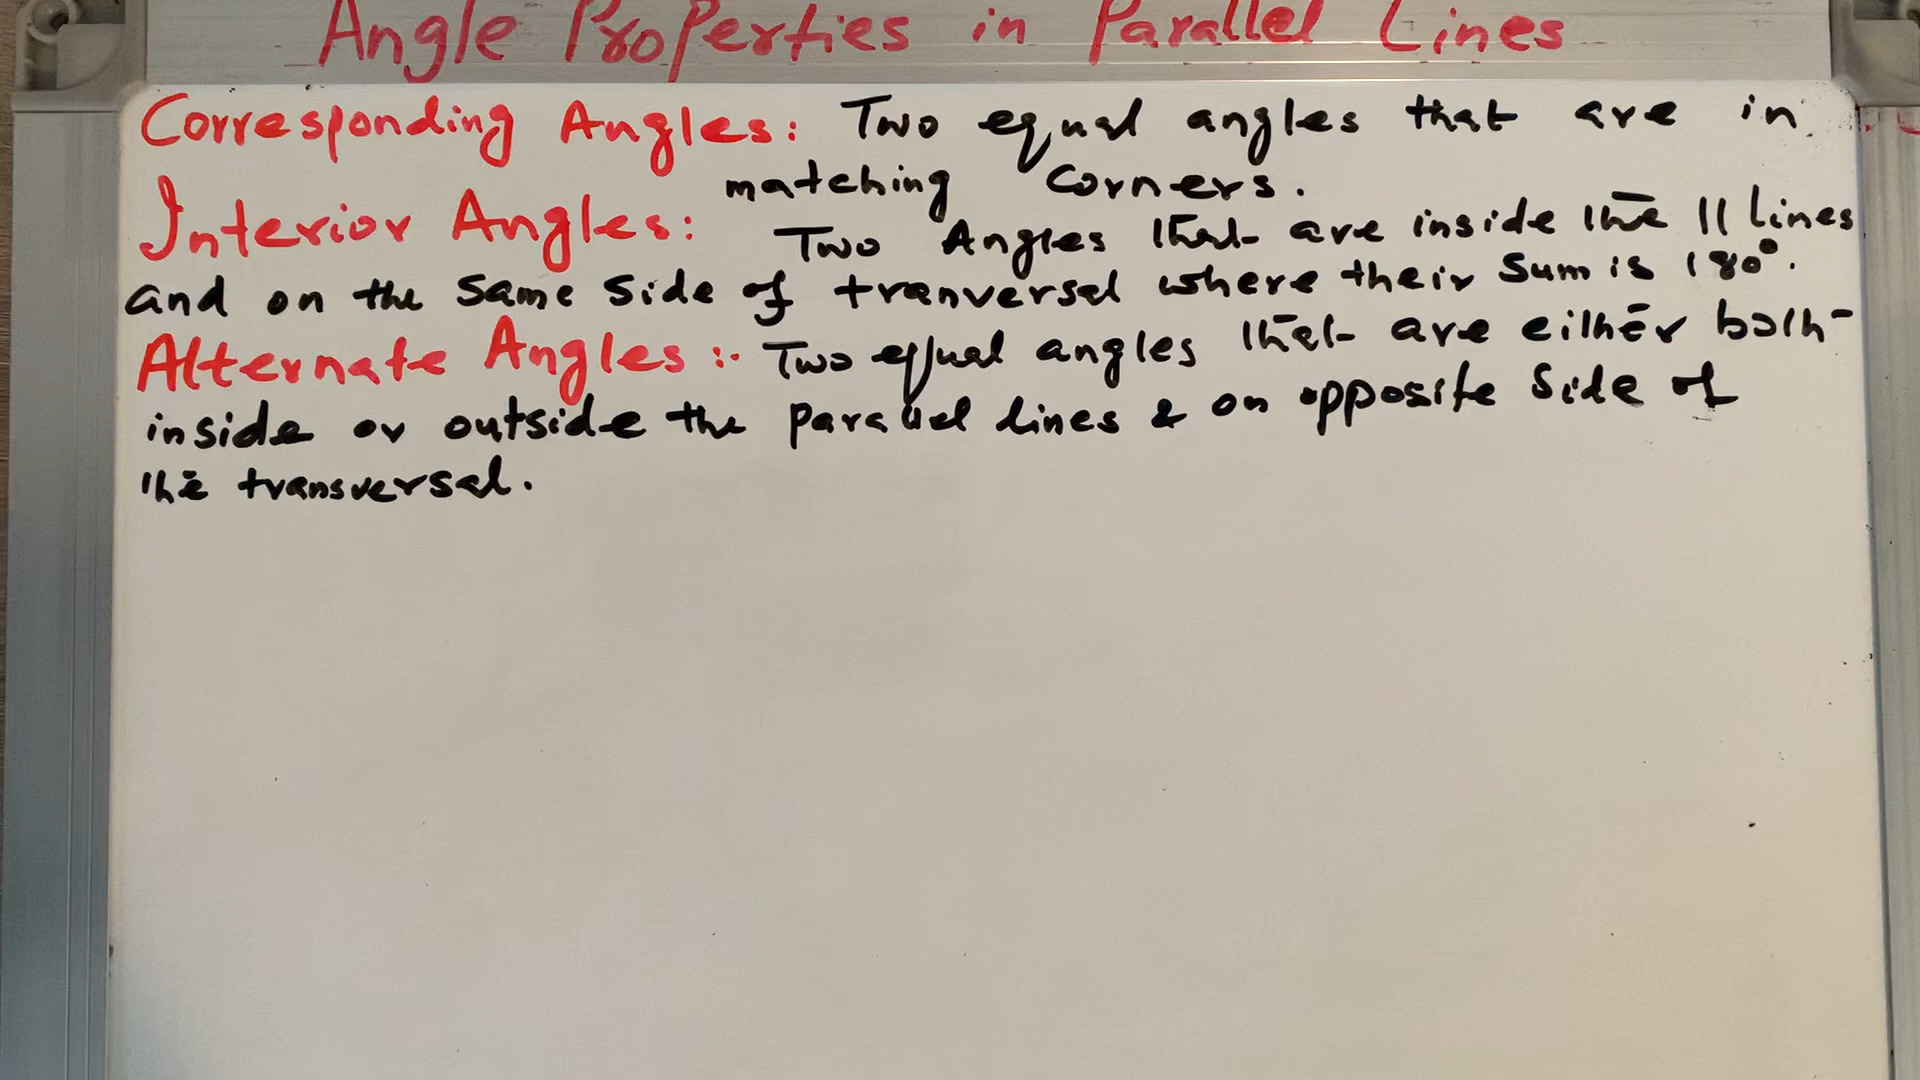 Angle Properties in Parallel Lines
Corresponding Angles: Two equal angles that are in
matching Corners.
Interior Angles: Two Angles that are inside the || Lines
and on the same side of tranversal where their Sum is 180°.
Alternate Angles :- Two equal angles that are either both
inside or outside the parallel lines & on opposite Side of
the transversal.